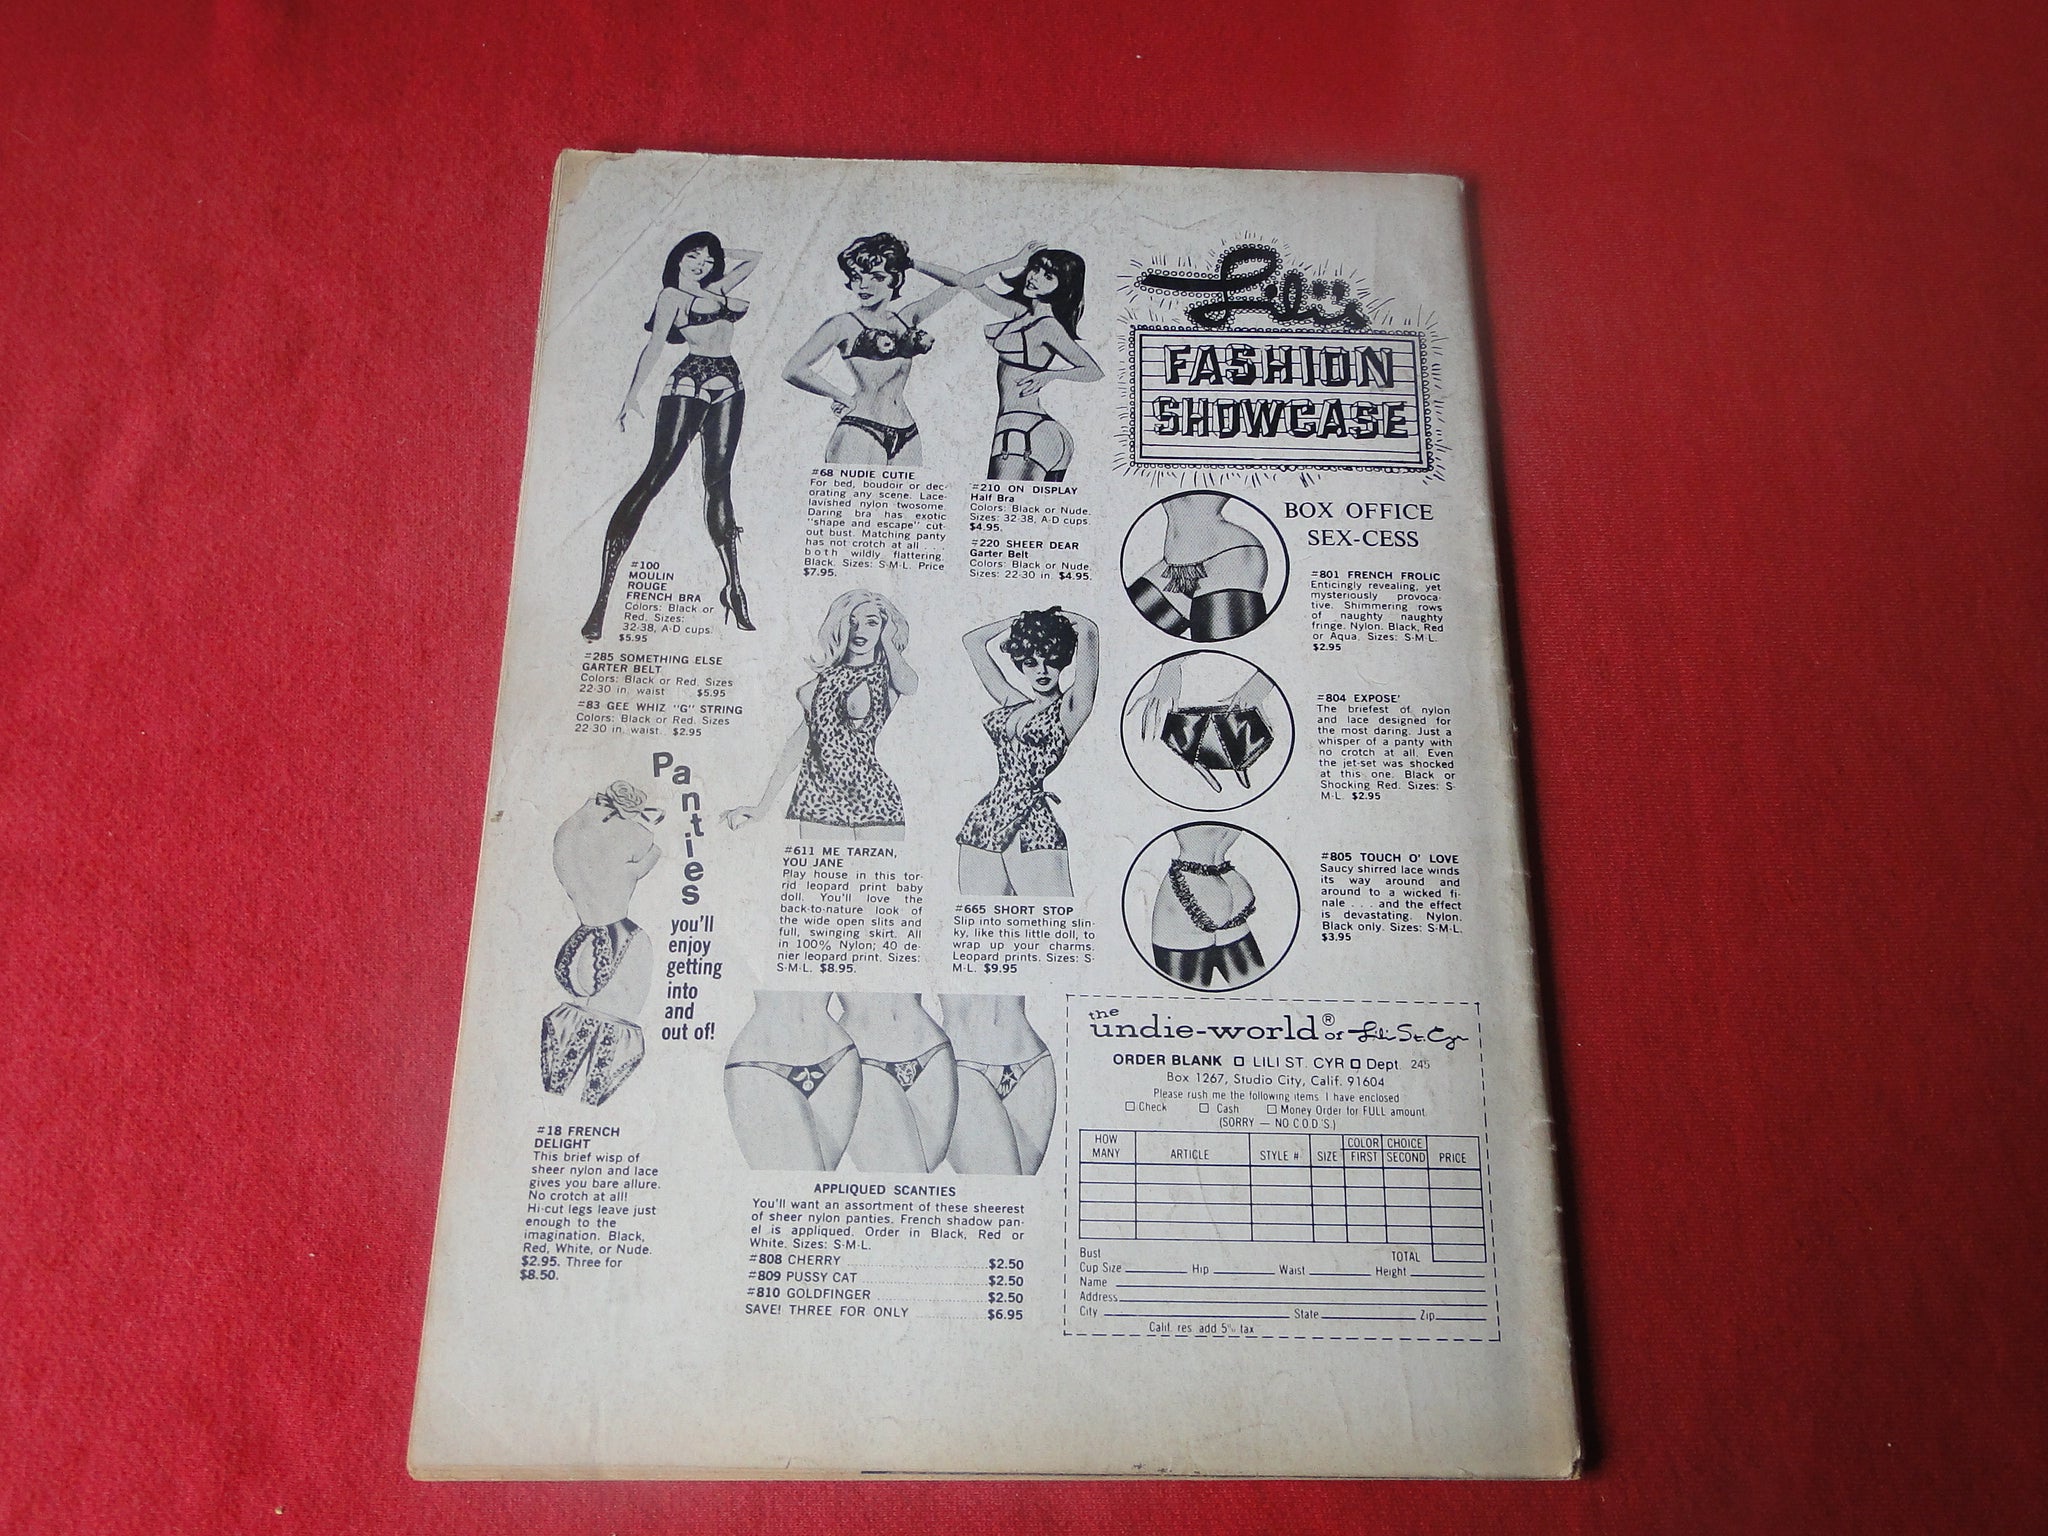 Lili's
FASHION
SHOWCASE
#100
MOULIN
ROUGE
FRENCH BRA
Colors: Black or
Red. Sizes:
32-38, A-D cups.
$5.95
#285 SOMETHING ELSE
GARTER BELT
Colors: Black or Red. Sizes
22-30 in. waist $5.95
#83 GEE WHIZ "G" STRING
Colors: Black or Red. Sizes
22-30 in. waist. $2.95
#68 NUDIE CUTIE
For bed, boudoir or dec-
orating any scene. Lace-
lavished nylon twosome.
Daring bra has exotic
"shape and escape" cut-
out bust. Matching panty
has not crotch at all . . .
both wildly flattering.
Black. Sizes: S-M-L. Price
$7.95.
#210 ON DISPLAY
Half Bra
Colors: Black or Nude.
Sizes: 32-38, A-D cups.
$4.95.
#220 SHEER DEAR
Garter Belt
Colors: Black or Nude.
Sizes: 22-30 in. $4.95.
BOX OFFICE
SEX-CESS
#801 FRENCH FROLIC
Enticingly revealing, yet
mysteriously provoca-
tive. Shimmering rows
of naughty naughty
fringe. Nylon. Black, Red
or Aqua. Sizes: S-M-L.
$2.95
#804 EXPOSE'
The briefest of nylon
and lace designed for
the most daring. Just a
whisper of a panty with
no crotch at all. Even
the jet-set was shocked
at this one. Black or
Shocking Red. Sizes: S-
M-L. $2.95
#805 TOUCH O' LOVE
Saucy shirred lace winds
its way around and
around to a wicked fi-
nale . . . and the effect
is devastating. Nylon.
Black only. Sizes: S-M-L.
$3.95
Panties
you'll
enjoy
getting
into
and
out of!
#18 FRENCH
DELIGHT
This brief wisp of
sheer nylon and lace
gives you bare allure.
No crotch at all!
Hi-cut legs leave just
enough to the
imagination. Black,
Red, White, or Nude.
$2.95. Three for
$8.50.
#611 ME TARZAN,
YOU JANE
Play house in this tor-
rid leopard print baby
doll. You'll love the
back-to-nature look of
the wide open slits and
full, swinging skirt. All
in 100% Nylon; 40 de-
nier leopard print. Sizes:
S-M-L. $8.95.
#665 SHORT STOP
Slip into something slin-
ky, like this little doll, to
wrap up your charms.
Leopard prints. Sizes: S-
M-L. $9.95
APPLIQUED SCANTIES
You'll want an assortment of these sheerest
of sheer nylon panties. French shadow pan-
el is appliqued. Order in Black, Red or
White. Sizes: S-M-L.
#808 CHERRY $2.50
#809 PUSSY CAT $2.50
#810 GOLDFINGER $2.50
SAVE! THREE FOR ONLY $6.95
the
undie-world® of Lili St. Cyr
ORDER BLANK □ LILI ST. CYR □ Dept. 245
Box 1267, Studio City, Calif. 91604
Please rush me the following items. I have enclosed
□ Check □ Cash □ Money Order for FULL amount.
(SORRY — NO C.O.D'S.)
HOW MANY ARTICLE STYLE # SIZE COLOR FIRST CHOICE SECOND PRICE
TOTAL
Bust
Cup Size Hip Waist Height
Name
Address
City State Zip
Calif. res. add 5% tax